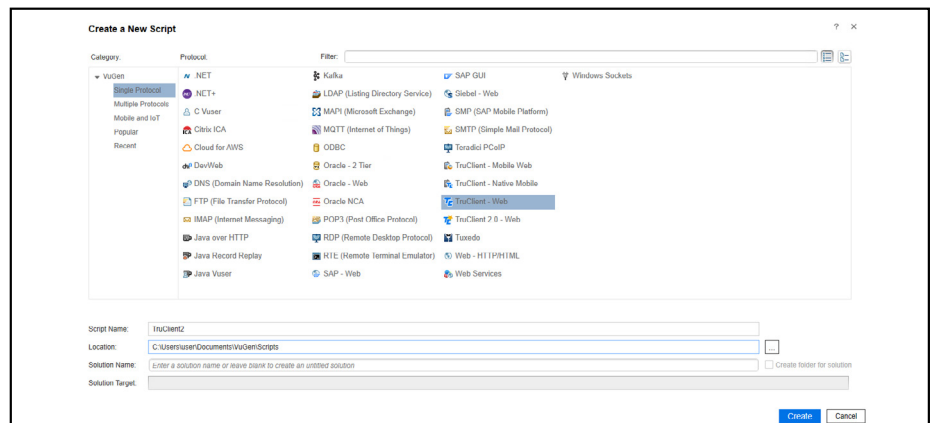 Create a New Script
? ×
Category: Protocol: Filter:
VuGen
Single Protocol
Multiple Protocols
Mobile and IoT
Popular
Recent
.NET
.NET+
C Vuser
Citrix ICA
Cloud for AWS
DevWeb
DNS (Domain Name Resolution)
FTP (File Transfer Protocol)
IMAP (Internet Messaging)
Java over HTTP
Java Record Replay
Java Vuser
Kafka
LDAP (Listing Directory Service)
MAPI (Microsoft Exchange)
MQTT (Internet of Things)
ODBC
Oracle - 2 Tier
Oracle - Web
Oracle NCA
POP3 (Post Office Protocol)
RDP (Remote Desktop Protocol)
RTE (Remote Terminal Emulator)
SAP - Web
SAP GUI
Siebel - Web
SMP (SAP Mobile Platform)
SMTP (Simple Mail Protocol)
Teradici PCoIP
TruClient - Mobile Web
TruClient - Native Mobile
TruClient - Web
TruClient 2.0 - Web
Tuxedo
Web - HTTP/HTML
Web Services
Windows Sockets
Script Name: TruClient2
Location: C:\Users\user\Documents\VuGen\Scripts ...
Solution Name: Enter a solution name or leave blank to create an untitled solution Create folder for solution
Solution Target:
Create Cancel